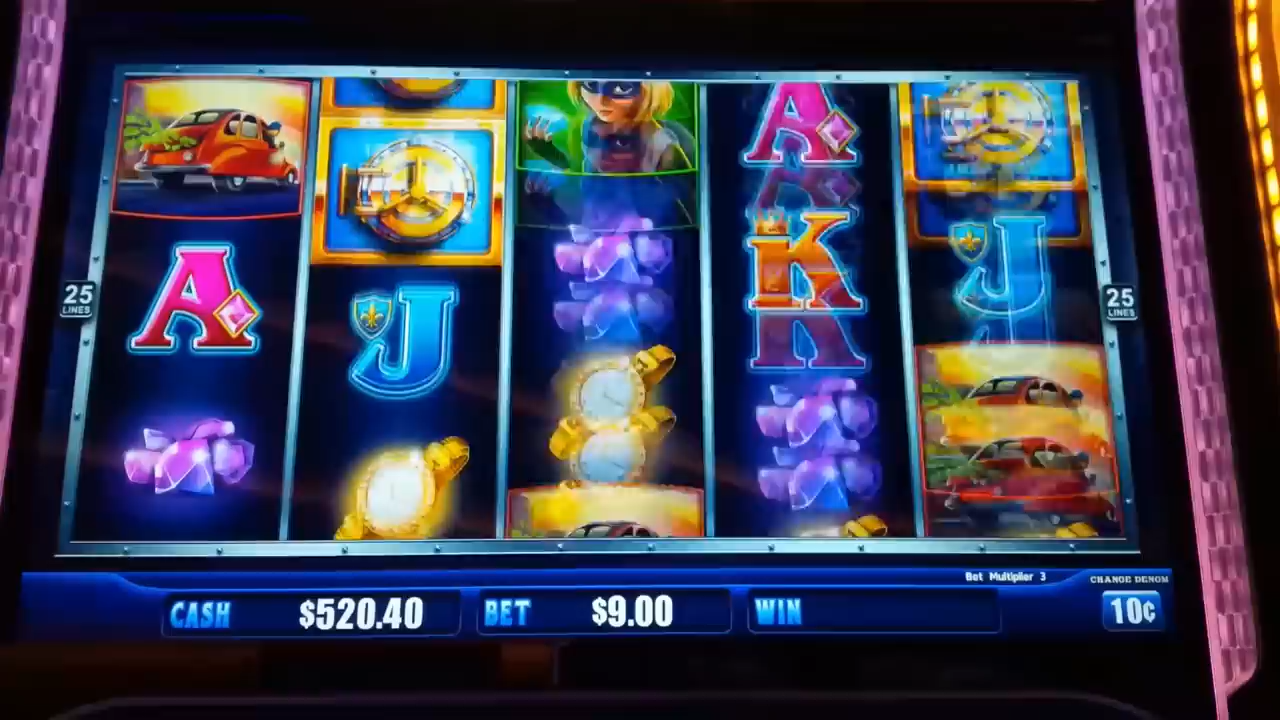 A
K
A
J
J
25
LINES
25
LINES
Bet Multiplier 3
CHANGE DENOM
CASH $520.40 BET $9.00 WIN 10¢